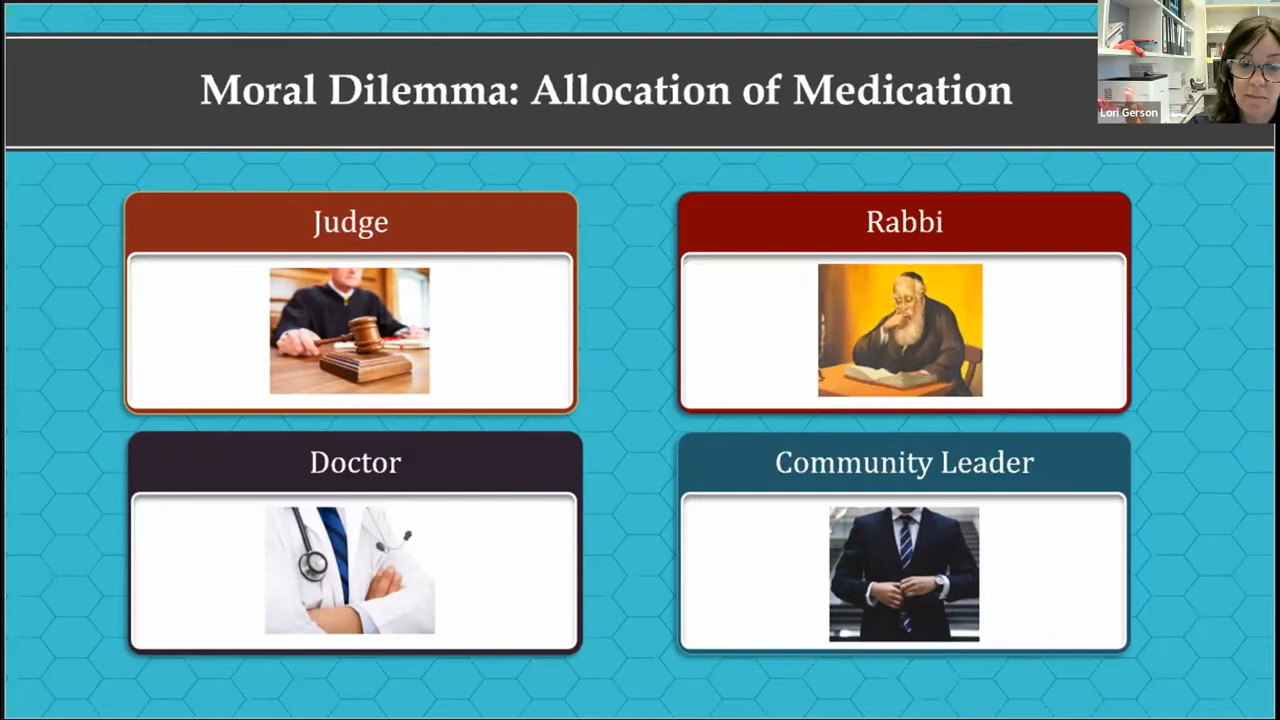 Moral Dilemma: Allocation of Medication
Lori Gerson
Judge
Rabbi
Doctor
Community Leader